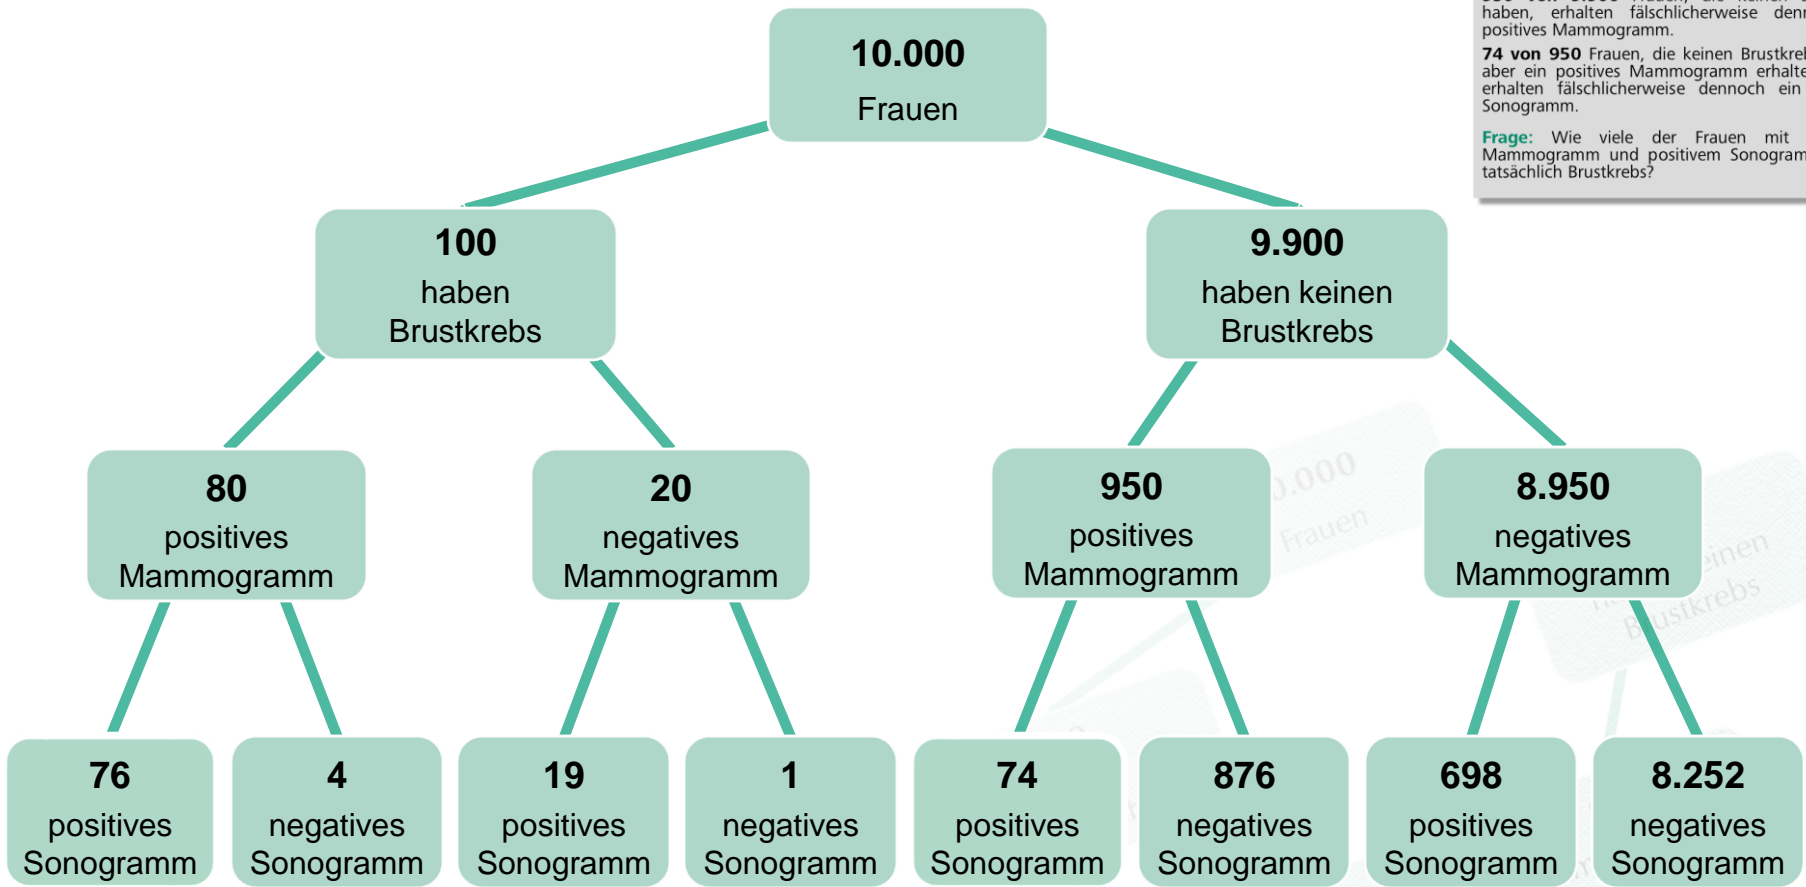 10.000
Frauen
haben, erhalten fälschlicherweise
positives Mammogramm.
74 von 950 Frauen, die keinen
aber ein positives Mammogramm
erhalten fälschlicherweise dennoch ein
Sonogramm.
Frage: Wie viele der Frauen mit
Mammogramm und positivem
tatsächlich Brustkrebs?
100
haben
Brustkrebs
9.900
haben keinen
Brustkrebs
80
positives
Mammogramm
20
negatives
Mammogramm
950
positives
Mammogramm
8.950
negatives
Mammogramm
Frauen
Brustkrebs
76
positives
Sonogramm
4
negatives
Sonogramm
19
positives
Sonogramm
1
negatives
Sonogramm
74
positives
Sonogramm
876
negatives
Sonogramm
698
positives
Sonogramm
8.252
negatives
Sonogramm